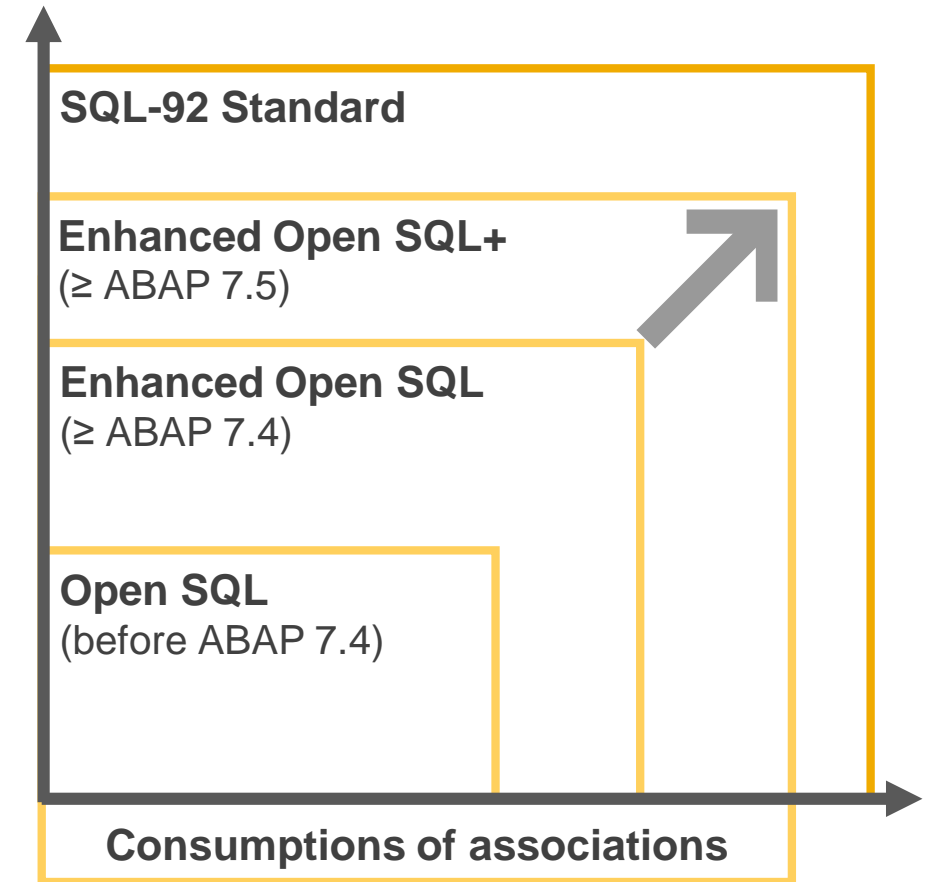 SQL-92 Standard
Enhanced Open SQL+
(≥ ABAP 7.5)
Enhanced Open SQL
(≥ ABAP 7.4)
Open SQL
(before ABAP 7.4)
Consumptions of associations